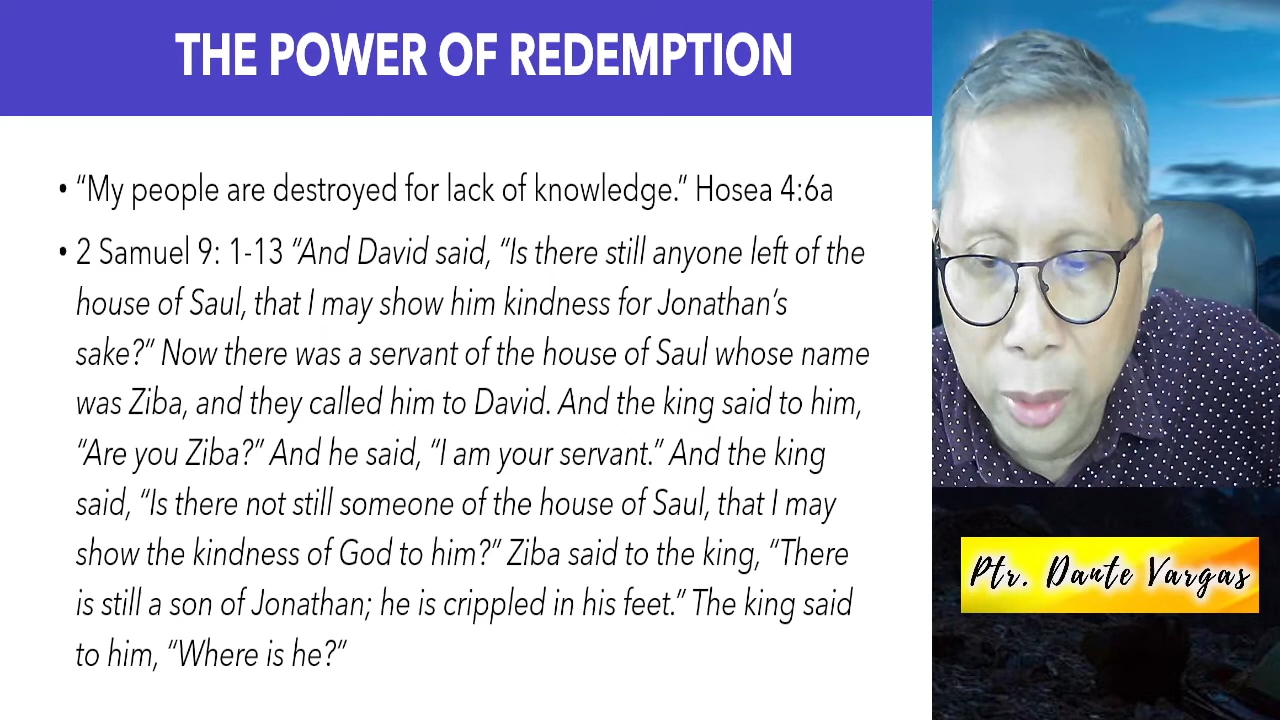 THE POWER OF REDEMPTION
• “My people are destroyed for lack of knowledge.” Hosea 4:6a
• 2 Samuel 9: 1-13 “And David said, “Is there still anyone left of the
house of Saul, that I may show him kindness for Jonathan’s
sake?” Now there was a servant of the house of Saul whose name
was Ziba, and they called him to David. And the king said to him,
“Are you Ziba?” And he said, “I am your servant.” And the king
said, “Is there not still someone of the house of Saul, that I may
show the kindness of God to him?” Ziba said to the king, “There
is still a son of Jonathan; he is crippled in his feet.” The king said
to him, “Where is he?”
Ptr. Dante Vargas